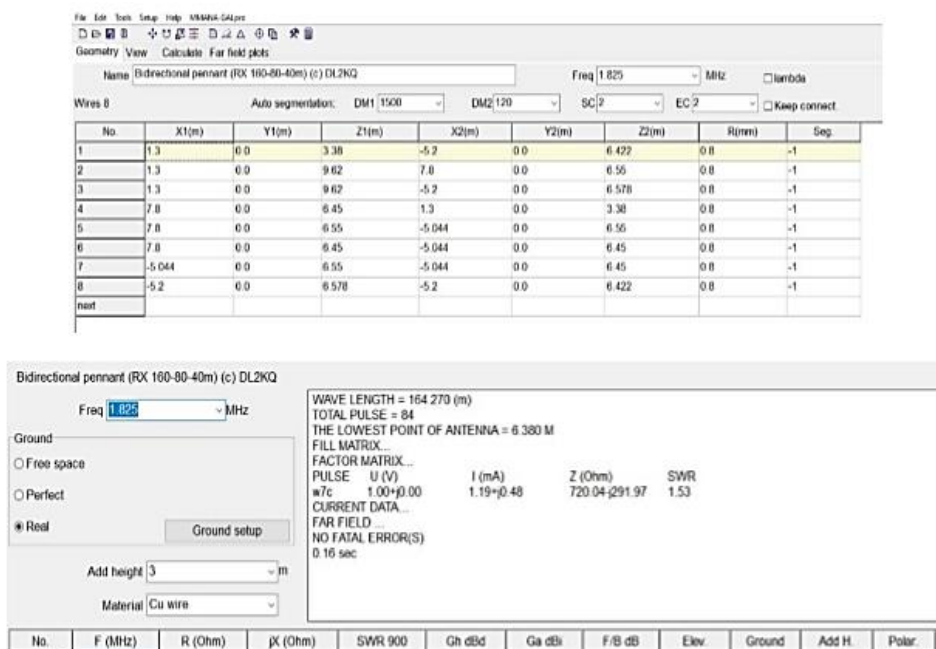 File Edit Tools Setup Help MMANA-GAL.pro
Geometry View Calculate Far field plots
Name Bidirectional pennant (RX 160-80-40m) (c) DL2KQ Freq 1.825 MHz lambda
Wires 8 Auto segmentation: DM1 1500 DM2 120 SC 2 EC 2 Keep connect.
No. X1(m) Y1(m) Z1(m) X2(m) Y2(m) Z2(m) R(mm) Seg.
1 1.3 0.0 3.38 -5.2 0.0 6.422 0.8 -1
2 1.3 0.0 9.62 7.8 0.0 6.55 0.8 -1
3 1.3 0.0 9.62 -5.2 0.0 6.578 0.8 -1
4 7.8 0.0 6.45 1.3 0.0 3.38 0.8 -1
5 7.8 0.0 6.55 -5.044 0.0 6.55 0.8 -1
6 7.8 0.0 6.45 -5.044 0.0 6.45 0.8 -1
7 -5.044 0.0 6.55 -5.044 0.0 6.45 0.8 -1
8 -5.2 0.0 6.578 -5.2 0.0 6.422 0.8 -1
next
Bidirectional pennant (RX 160-80-40m) (c) DL2KQ
Freq 1.825 MHz
Ground
Free space
Perfect
Real Ground setup
Add height 3 m
Material Cu wire
WAVE LENGTH = 164.270 (m)
TOTAL PULSE = 84
THE LOWEST POINT OF ANTENNA = 6.380 M
FILL MATRIX...
FACTOR MATRIX...
PULSE U (V) I (mA) Z (Ohm) SWR
w7c 1.00+j0.00 1.19+j0.48 720.04-j291.97 1.53
CURRENT DATA...
FAR FIELD ...
NO FATAL ERROR(S)
0.16 sec
No. F (MHz) R (Ohm) jX (Ohm) SWR 900 Gh dBd Ga dBi F/B dB Elev. Ground Add H. Polar.